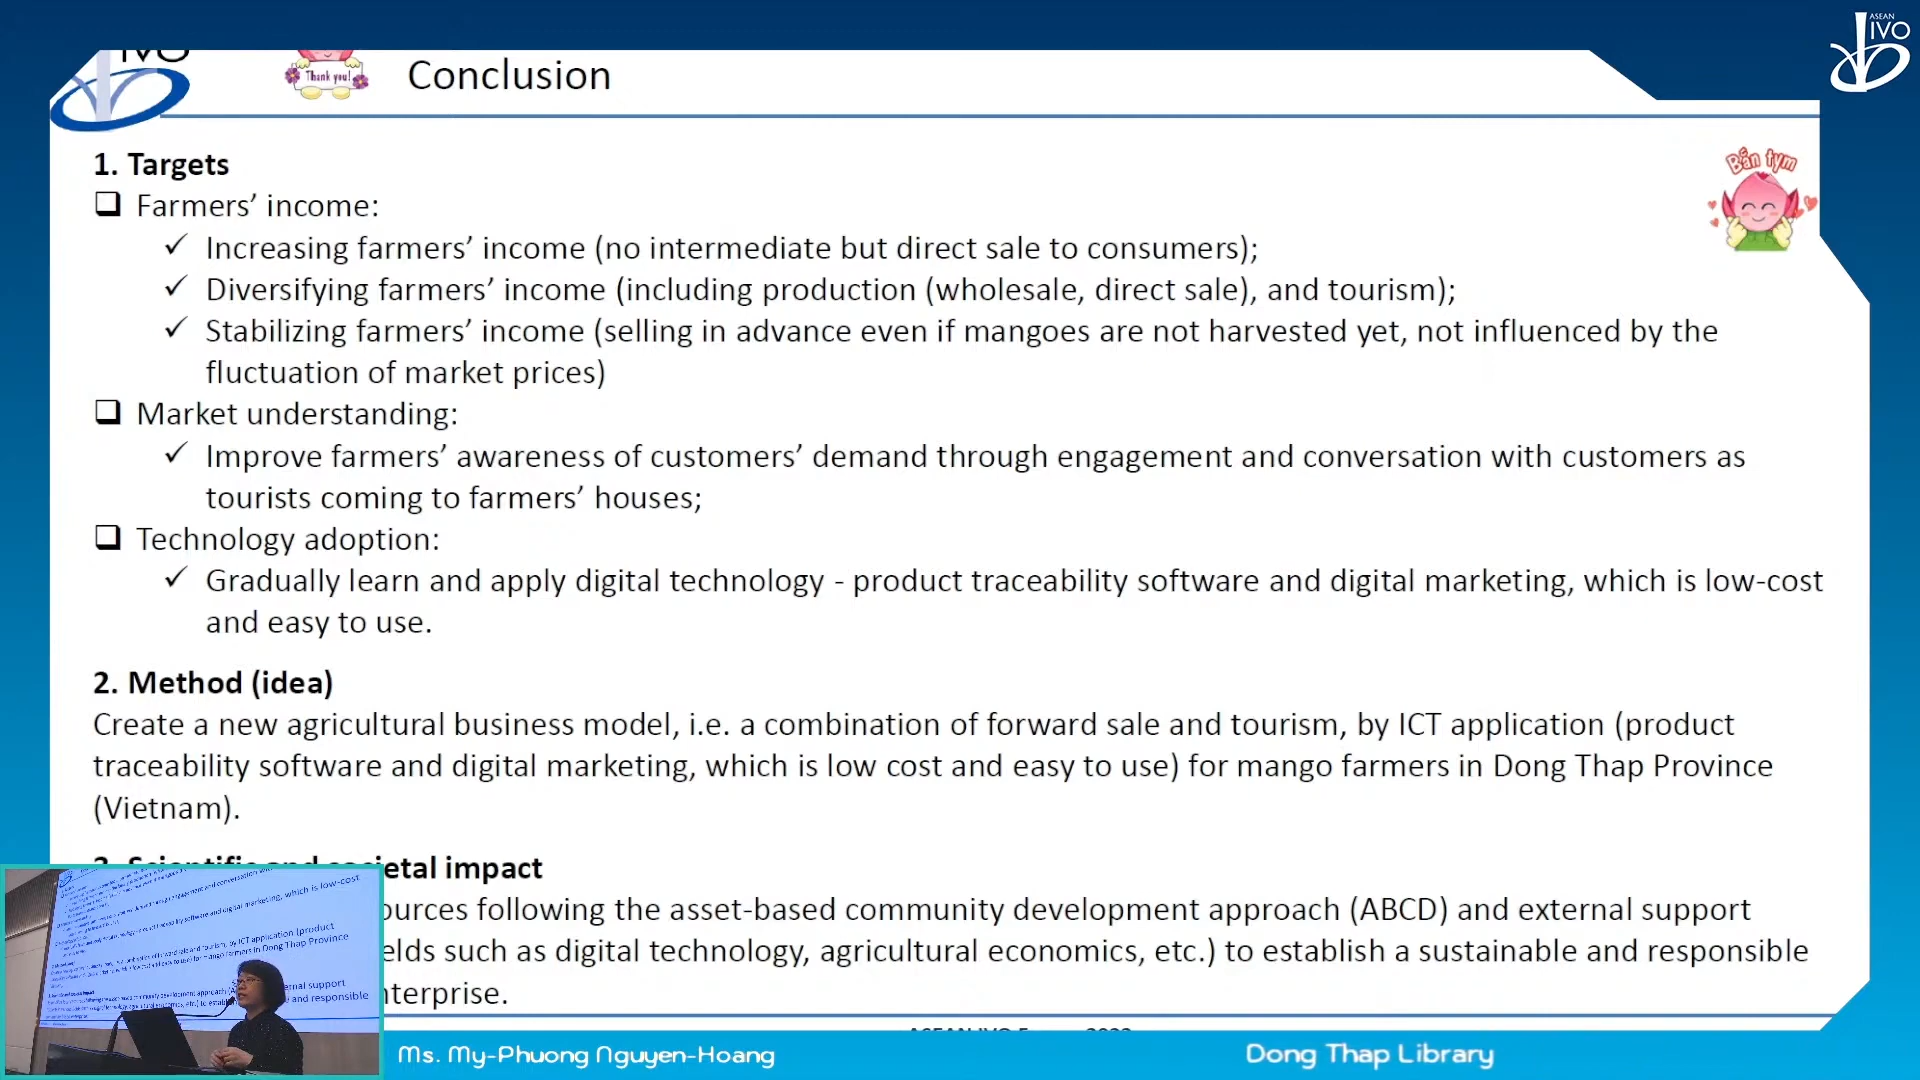 ASEAN
IVO
IVO
Thank you!
Conclusion
Bắn tym
1. Targets
❑ Farmers’ income:
✓ Increasing farmers’ income (no intermediate but direct sale to consumers);
✓ Diversifying farmers’ income (including production (wholesale, direct sale), and tourism);
✓ Stabilizing farmers’ income (selling in advance even if mangoes are not harvested yet, not influenced by the
fluctuation of market prices)
❑ Market understanding:
✓ Improve farmers’ awareness of customers’ demand through engagement and conversation with customers as
tourists coming to farmers’ houses;
❑ Technology adoption:
✓ Gradually learn and apply digital technology - product traceability software and digital marketing, which is low-cost
and easy to use.
2. Method (idea)
Create a new agricultural business model, i.e. a combination of forward sale and tourism, by ICT application (product
traceability software and digital marketing, which is low cost and easy to use) for mango farmers in Dong Thap Province
(Vietnam).
3. Scientific and societal impact
following the asset-based community development approach (ABCD) and external support
such as digital technology, agricultural economics, etc.) to establish a sustainable and responsible
Ms. My-Phuong Nguyen-Hoang
Dong Thap Library